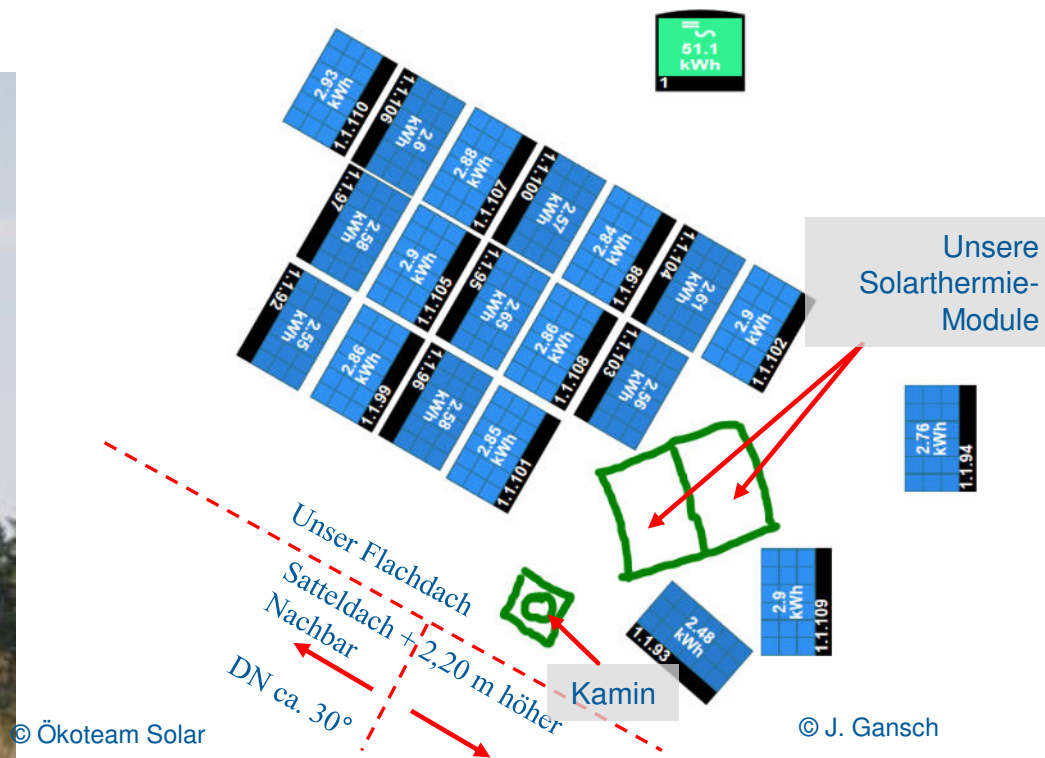 51.1
kWh
1
2.93
kWh
1.1.110
1.1.106
2.6
kWh
2.88
kWh
1.1.107
1.1.100
2.57
kWh
2.84
kWh
1.1.98
1.1.104
2.61
kWh
2.9
kWh
1.1.102
1.1.97
2.58
kWh
2.9
kWh
1.1.105
1.1.95
2.65
kWh
2.86
kWh
1.1.108
1.1.103
2.56
kWh
1.1.92
2.55
kWh
2.86
kWh
1.1.99
1.1.96
2.58
kWh
2.85
kWh
1.1.101
Unsere
Solarthermie-
Module
2.76
kWh
1.1.94
2.9
kWh
1.1.109
2.48
kWh
1.1.93
Unser Flachdach
Satteldach + 2,20 m höher
Nachbar
DN ca. 30°
Kamin
© Ökoteam Solar
© J. Gansch